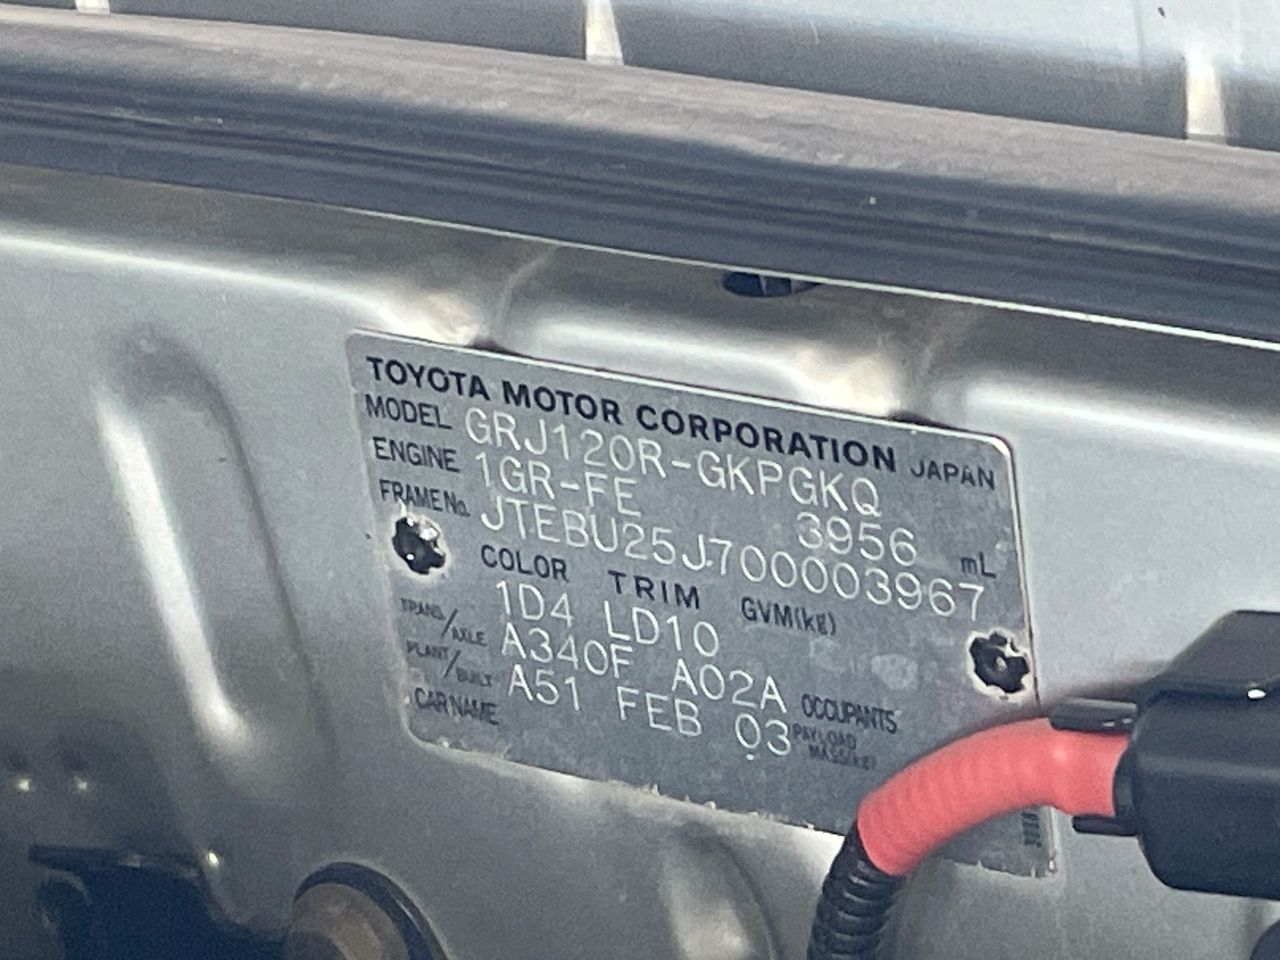 TOYOTA MOTOR CORPORATION JAPAN
MODEL GRJ120R-GKPGKQ
ENGINE 1GR-FE 3956 mL
FRAME No. JTEBU25J700003967
COLOR TRIM GVM(kg)
1D4 LD10
TRANS/AXLE A340F A02A OCCUPANTS
PLANT/BUILT A51 FEB 03 PAYLOAD MASS(kg)
CAR NAME